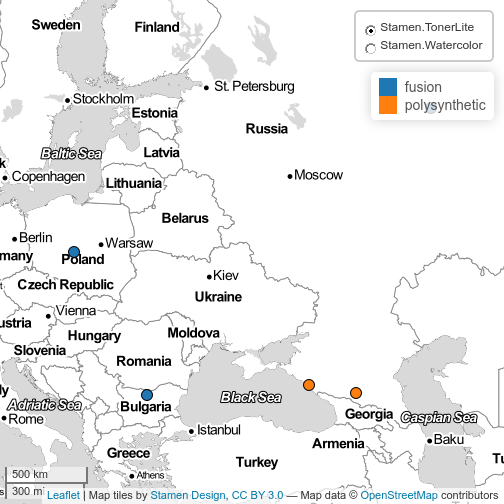 Sweden
Finland
Stamen.TonerLite
Stamen.Watercolor
St. Petersburg
fusion
polysynthetic
Stockholm
Estonia
Russia
Baltic Sea
Latvia
k
Copenhagen
Moscow
Lithuania
Belarus
Berlin
Warsaw
many
Poland
Czech Republic
Kiev
Ukraine
Vienna
ustria
Hungary
Moldova
Slovenia
Romania
ly
Adriatic Sea
Black Sea
Bulgaria
Georgia
Caspian Sea
Rome
Istanbul
Armenia
Baku
Greece
Turkey
Tu
500 km
Athens
300 mi
Leaflet | Map tiles by Stamen Design, CC BY 3.0 — Map data © OpenStreetMap contributors